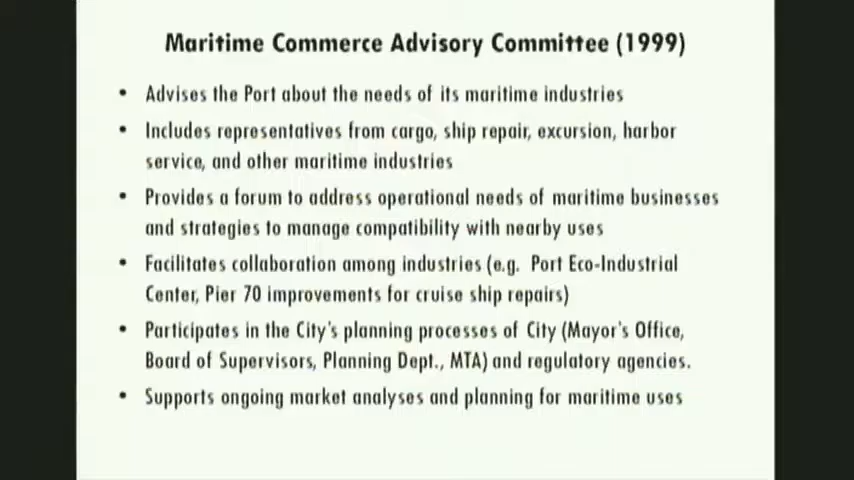 Maritime Commerce Advisory Committee (1999)
• Advises the Port about the needs of its maritime industries
• Includes representatives from cargo, ship repair, excursion, harbor
service, and other maritime industries
• Provides a forum to address operational needs of maritime businesses
and strategies to manage compatibility with nearby uses
• Facilitates collaboration among industries (e.g. Port Eco-Industrial
Center, Pier 70 improvements for cruise ship repairs)
• Participates in the City's planning processes of City (Mayor's Office,
Board of Supervisors, Planning Dept., MTA) and regulatory agencies.
• Supports ongoing market analyses and planning for maritime uses